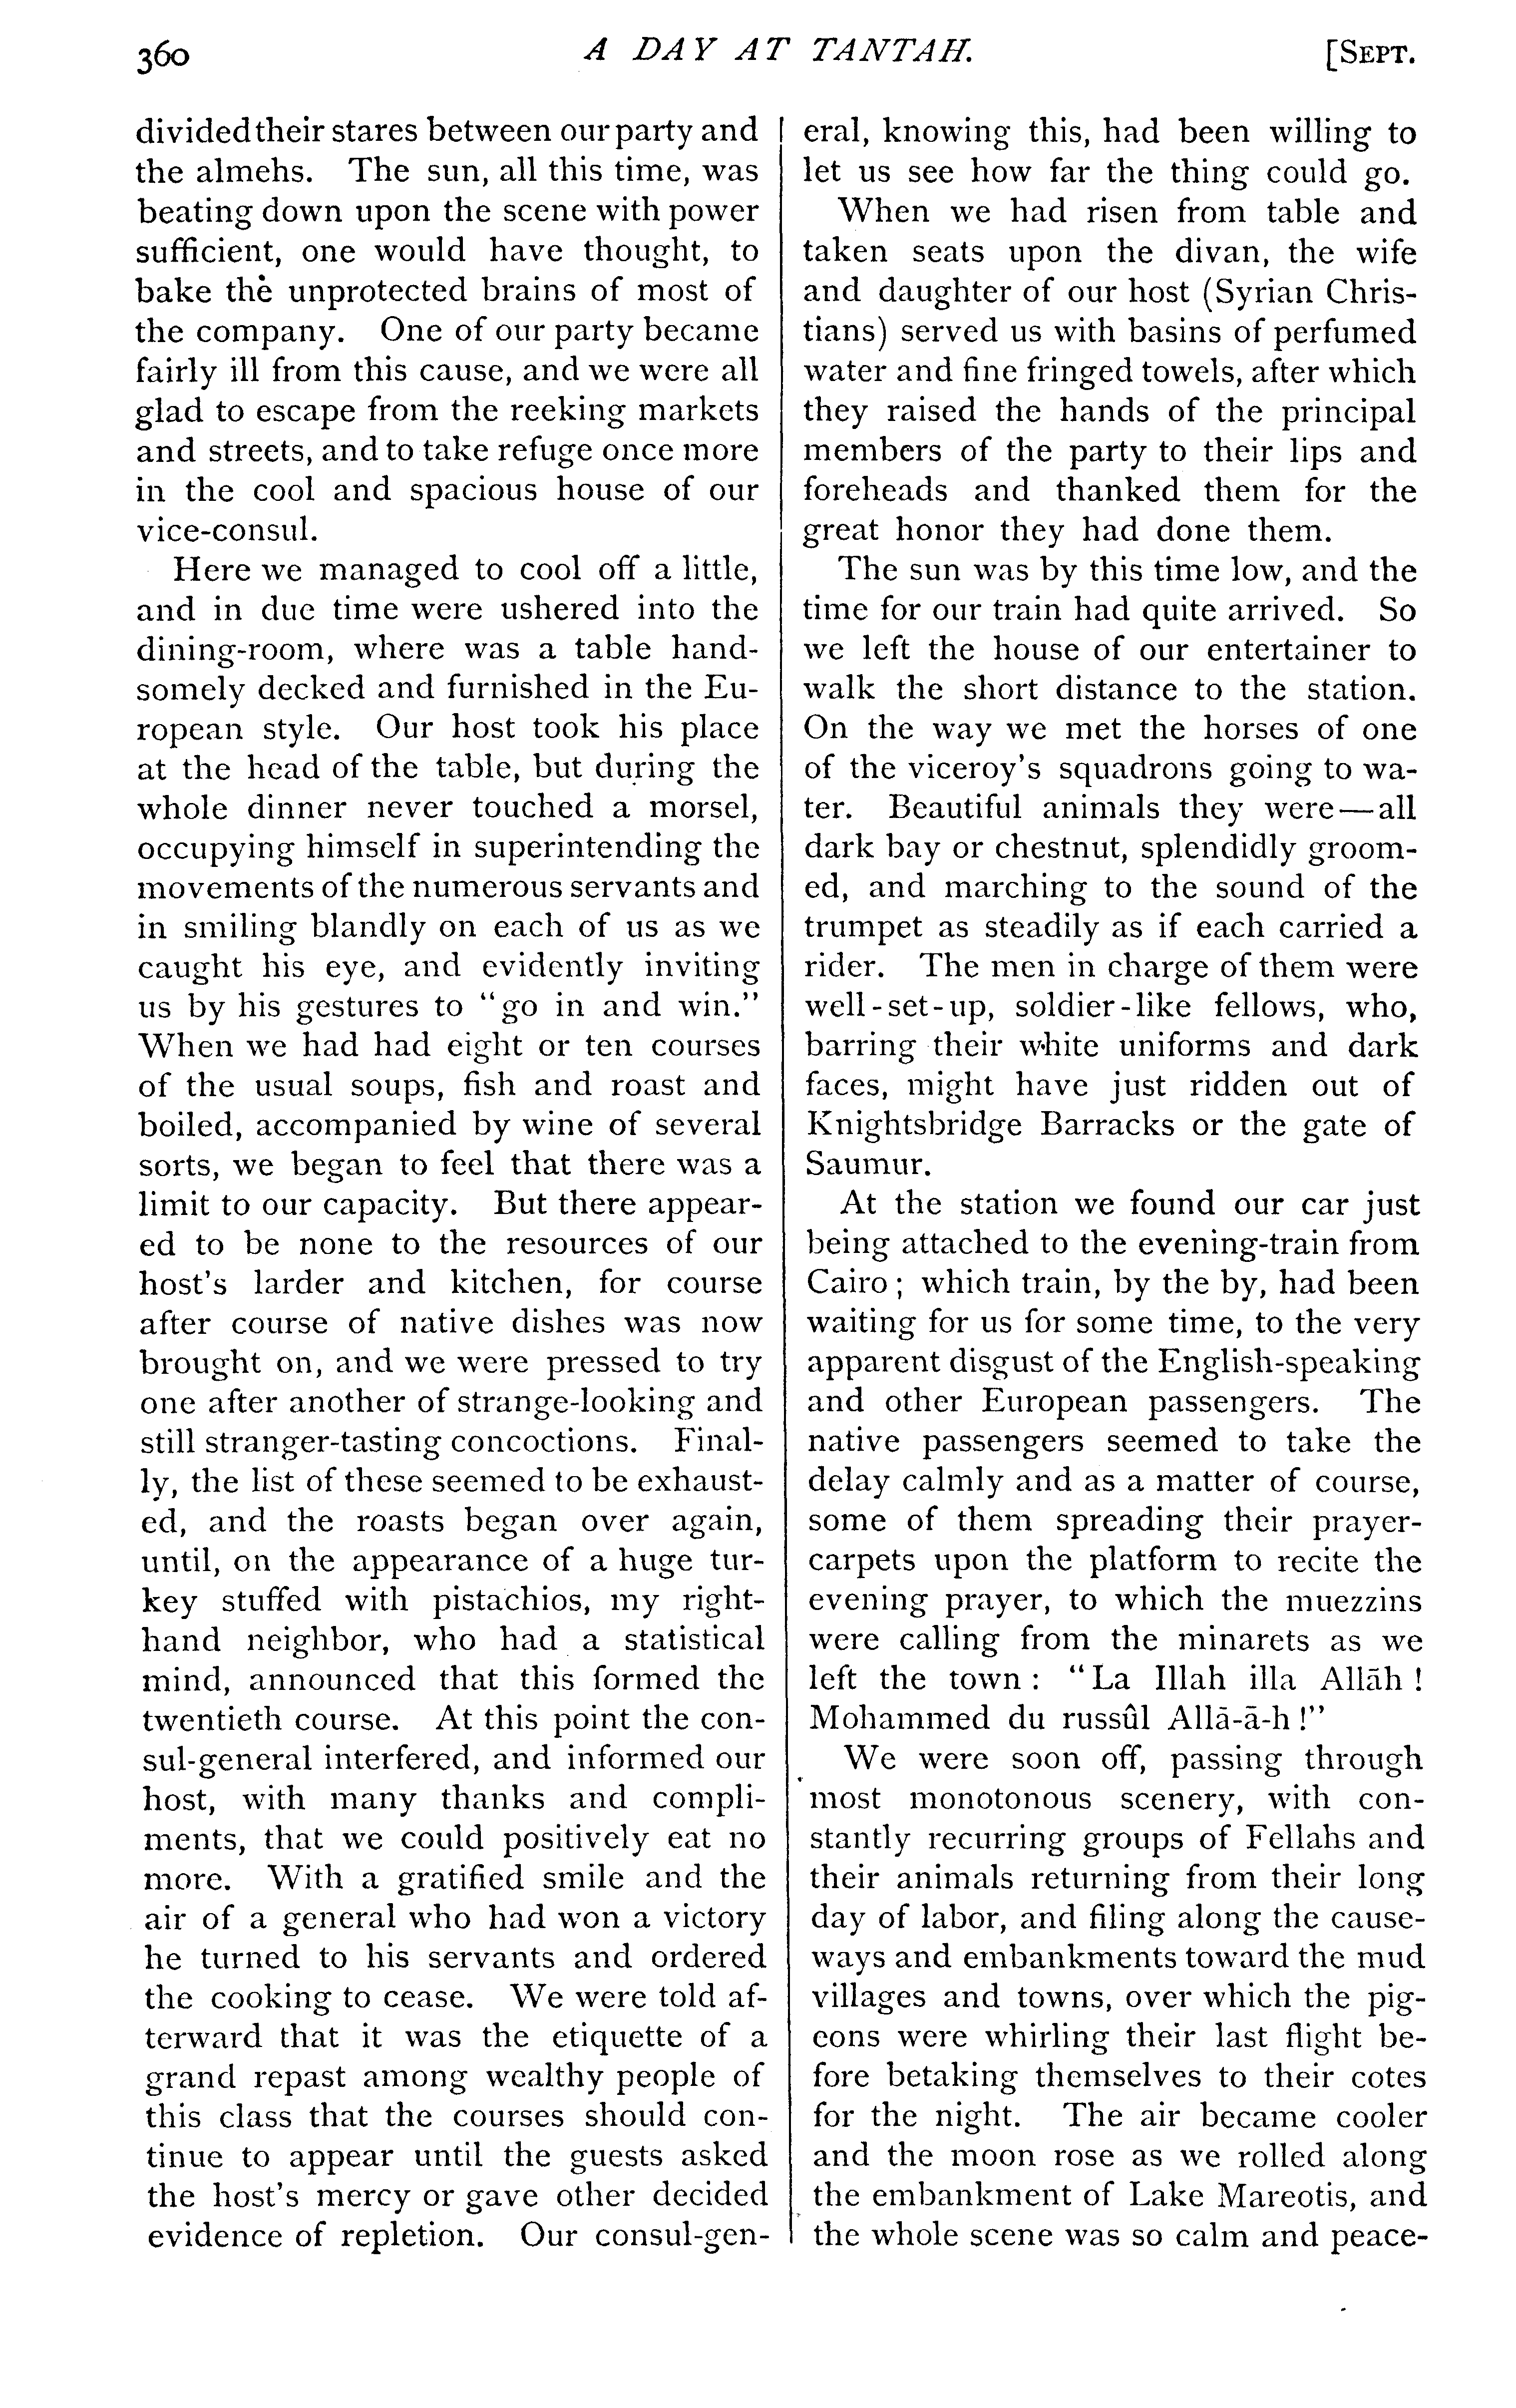 360 A DAY AT TANTAH. [SEPT.
divided their stares between our party and
the almehs. The sun, all this time, was
beating down upon the scene with power
sufficient, one would have thought, to
bake the unprotected brains of most of
the company. One of our party became
fairly ill from this cause, and we were all
glad to escape from the reeking markets
and streets, and to take refuge once more
in the cool and spacious house of our
vice-consul.
Here we managed to cool off a little,
and in due time were ushered into the
dining-room, where was a table hand-
somely decked and furnished in the Eu-
ropean style. Our host took his place
at the head of the table, but during the
whole dinner never touched a morsel,
occupying himself in superintending the
movements of the numerous servants and
in smiling blandly on each of us as we
caught his eye, and evidently inviting
us by his gestures to "go in and win."
When we had had eight or ten courses
of the usual soups, fish and roast and
boiled, accompanied by wine of several
sorts, we began to feel that there was a
limit to our capacity. But there appear-
ed to be none to the resources of our
host's larder and kitchen, for course
after course of native dishes was now
brought on, and we were pressed to try
one after another of strange-looking and
still stranger-tasting concoctions. Final-
ly, the list of these seemed to be exhaust-
ed, and the roasts began over again,
until, on the appearance of a huge tur-
key stuffed with pistachios, my right-
hand neighbor, who had a statistical
mind, announced that this formed the
twentieth course. At this point the con-
sul-general interfered, and informed our
host, with many thanks and compli-
ments, that we could positively eat no
more. With a gratified smile and the
air of a general who had won a victory
he turned to his servants and ordered
the cooking to cease. We were told af-
terward that it was the etiquette of a
grand repast among wealthy people of
this class that the courses should con-
tinue to appear until the guests asked
the host's mercy or gave other decided
evidence of repletion. Our consul-gen-
eral, knowing this, had been willing to
let us see how far the thing could go.
When we had risen from table and
taken seats upon the divan, the wife
and daughter of our host (Syrian Chris-
tians) served us with basins of perfumed
water and fine fringed towels, after which
they raised the hands of the principal
members of the party to their lips and
foreheads and thanked them for the
great honor they had done them.
The sun was by this time low, and the
time for our train had quite arrived. So
we left the house of our entertainer to
walk the short distance to the station.
On the way we met the horses of one
of the viceroy's squadrons going to wa-
ter. Beautiful animals they were—all
dark bay or chestnut, splendidly groom-
ed, and marching to the sound of the
trumpet as steadily as if each carried a
rider. The men in charge of them were
well-set-up, soldier-like fellows, who,
barring their white uniforms and dark
faces, might have just ridden out of
Knightsbridge Barracks or the gate of
Saumur.
At the station we found our car just
being attached to the evening-train from
Cairo; which train, by the by, had been
waiting for us for some time, to the very
apparent disgust of the English-speaking
and other European passengers. The
native passengers seemed to take the
delay calmly and as a matter of course,
some of them spreading their prayer-
carpets upon the platform to recite the
evening prayer, to which the muezzins
were calling from the minarets as we
left the town: "La Illah illa Allāh!
Mohammed du russûl Allā-ā-h!"
We were soon off, passing through
most monotonous scenery, with con-
stantly recurring groups of Fellahs and
their animals returning from their long
day of labor, and filing along the cause-
ways and embankments toward the mud
villages and towns, over which the pig-
eons were whirling their last flight be-
fore betaking themselves to their cotes
for the night. The air became cooler
and the moon rose as we rolled along
the embankment of Lake Mareotis, and
the whole scene was so calm and peace-